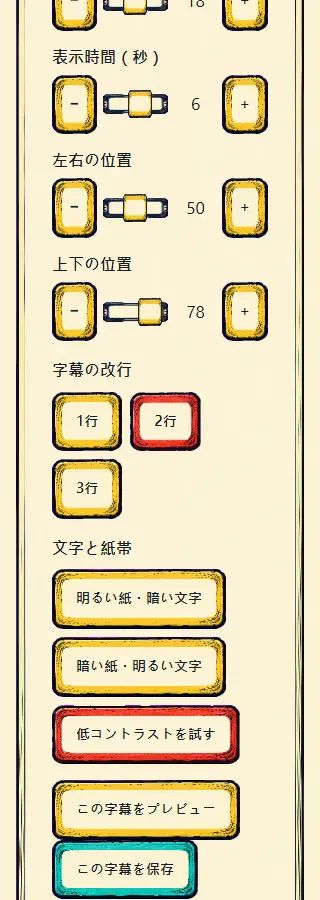 - 18 +
表示時間(秒)
- 6 +
左右の位置
- 50 +
上下の位置
- 78 +
字幕の改行
1行 2行
3行
文字と紙帯
明るい紙・暗い文字
暗い紙・明るい文字
低コントラストを試す
この字幕をプレビュー
この字幕を保存